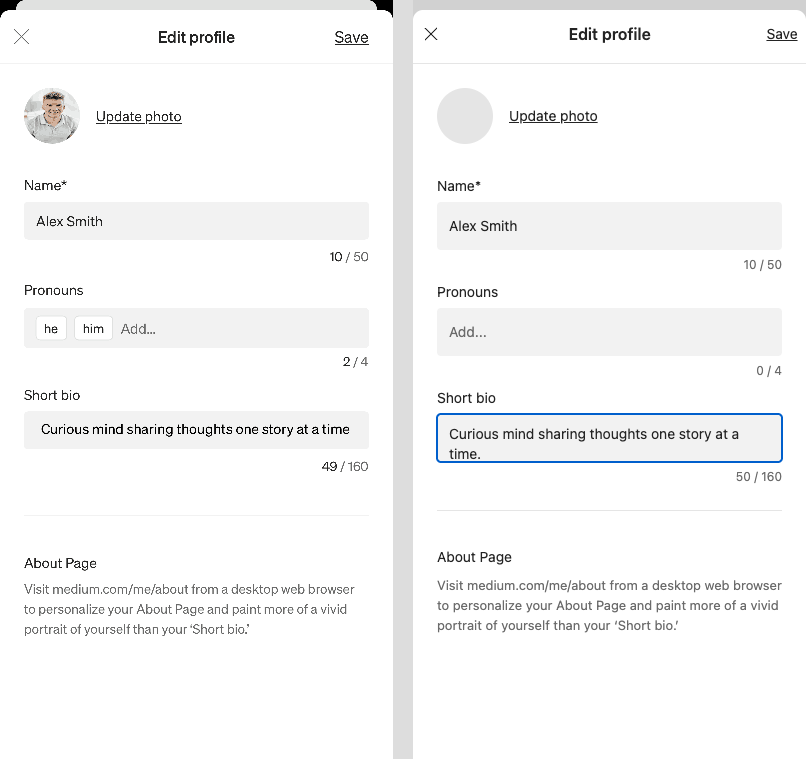 Edit profile
Save
Update photo
Name*
Alex Smith
10 / 50
Pronouns
he
him
Add...
2 / 4
Short bio
Curious mind sharing thoughts one story at a time
49 / 160
About Page
Visit medium.com/me/about from a desktop web browser
to personalize your About Page and paint more of a vivid
portrait of yourself than your ‘Short bio.’
Edit profile
Save
Update photo
Name*
Alex Smith
10 / 50
Pronouns
Add...
0 / 4
Short bio
Curious mind sharing thoughts one story at a
time.
50 / 160
About Page
Visit medium.com/me/about from a desktop web browser
to personalize your About Page and paint more of a vivid
portrait of yourself than your ‘Short bio.’